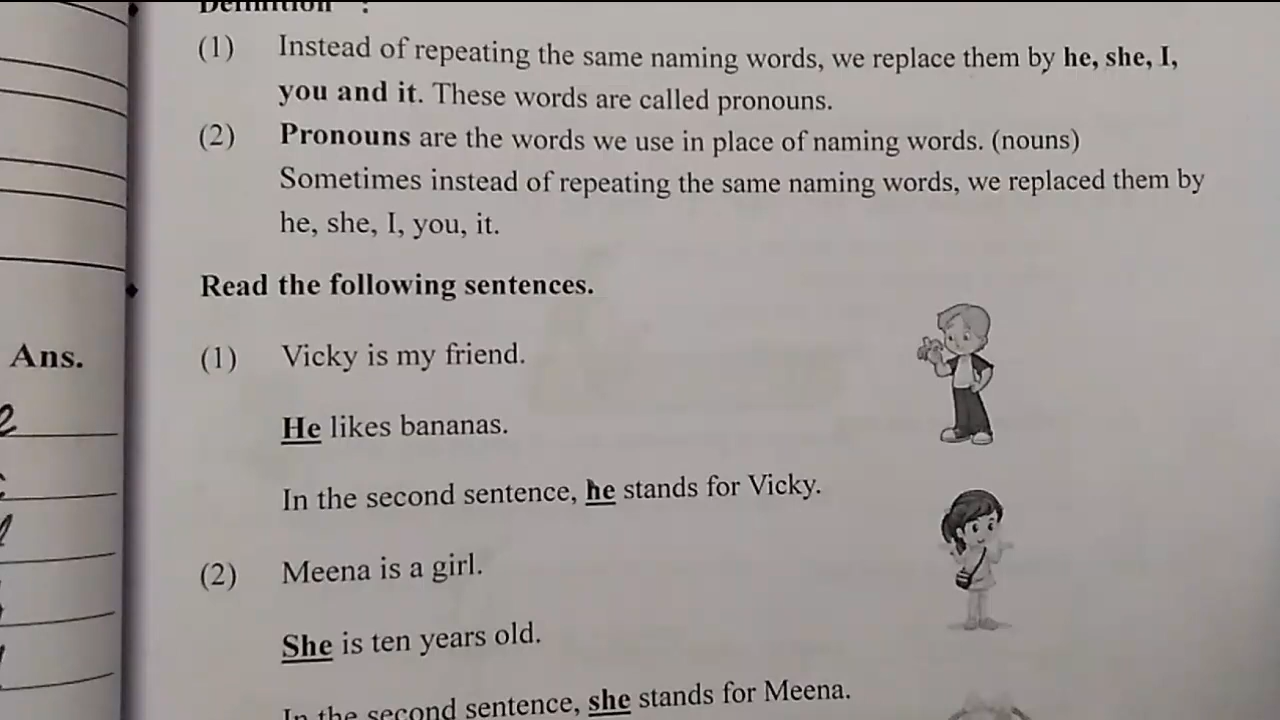 Definition :
(1) Instead of repeating the same naming words, we replace them by he, she, I,
you and it. These words are called pronouns.
(2) Pronouns are the words we use in place of naming words. (nouns)
Sometimes instead of repeating the same naming words, we replaced them by
he, she, I, you, it.
Read the following sentences.
Ans.
(1) Vicky is my friend.
He likes bananas.
In the second sentence, he stands for Vicky.
(2) Meena is a girl.
She is ten years old.
In the second sentence, she stands for Meena.